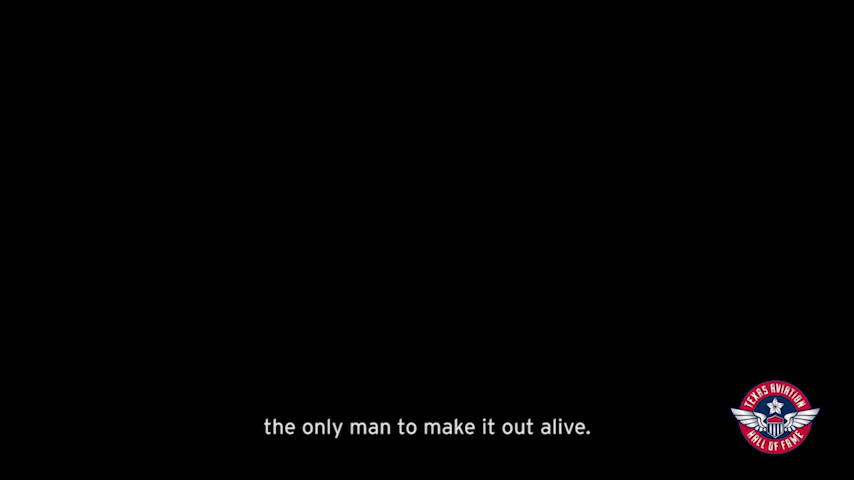 the only man to make it out alive.
TEXAS AVIATION
HALL OF FAME